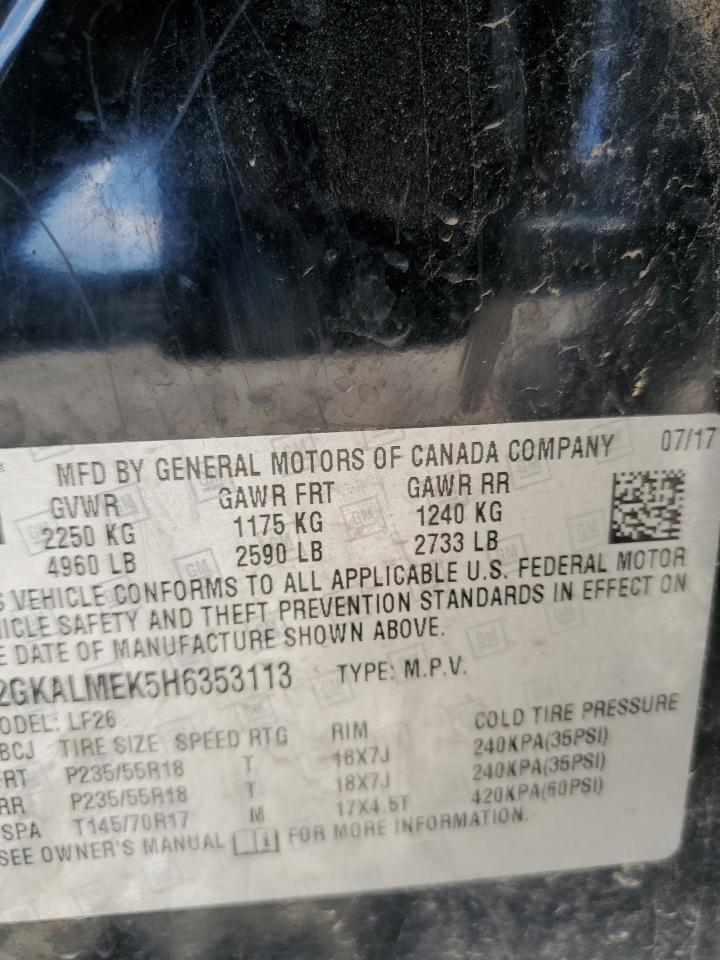 MFD BY GENERAL MOTORS OF CANADA COMPANY 07/17
GVWR GAWR FRT GAWR RR
2250 KG 1175 KG 1240 KG
4960 LB 2590 LB 2733 LB
S VEHICLE CONFORMS TO ALL APPLICABLE U.S. FEDERAL MOTOR
ICLE SAFETY AND THEFT PREVENTION STANDARDS IN EFFECT ON
E DATE OF MANUFACTURE SHOWN ABOVE.
2GKALMEK5H6353113 TYPE: M.P.V.
ODEL: LF26
BCJ TIRE SIZE SPEED RTG RIM COLD TIRE PRESSURE
FRT P235/55R18 T 18X7J 240KPA(35PSI)
RR P235/55R18 T 18X7J 240KPA(35PSI)
SPA T145/70R17 M 17X4.5T 420KPA(60PSI)
SEE OWNER'S MANUAL FOR MORE INFORMATION.